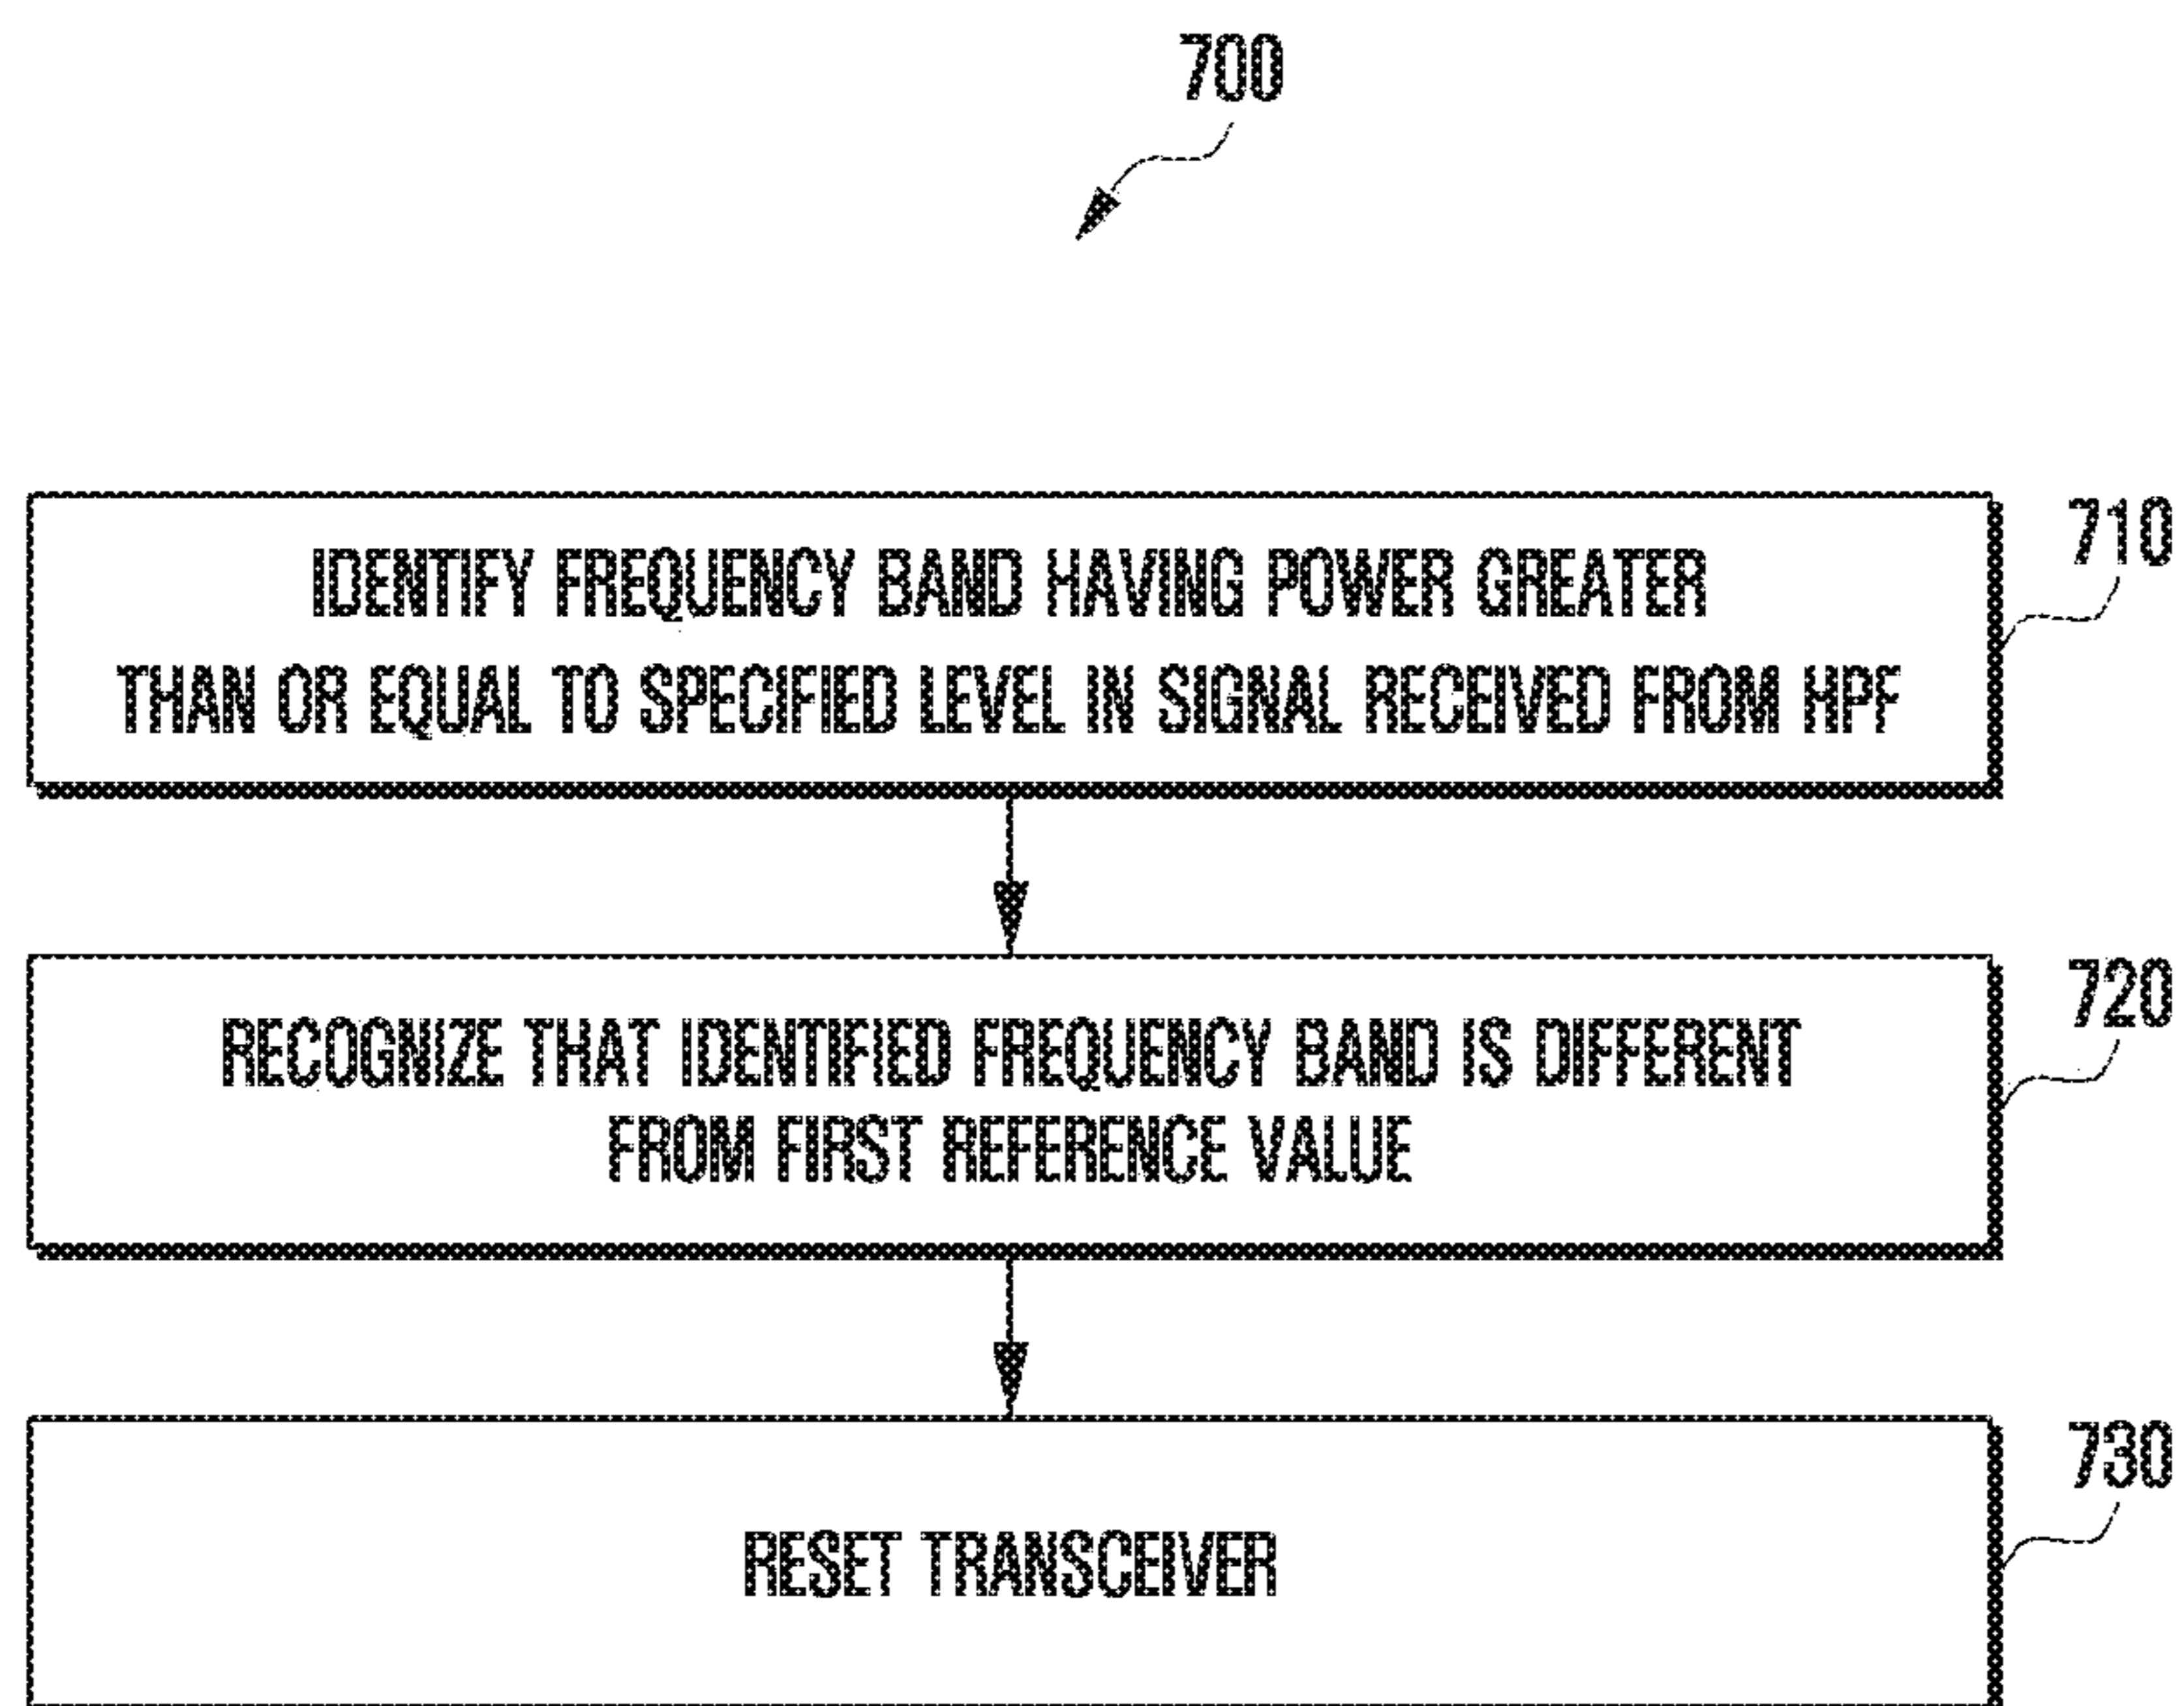 700
IDENTIFY FREQUENCY BAND HAVING POWER GREATER
THAN OR EQUAL TO SPECIFIED LEVEL IN SIGNAL RECEIVED FROM HPF
710
RECOGNIZE THAT IDENTIFIED FREQUENCY BAND IS DIFFERENT
FROM FIRST REFERENCE VALUE
720
RESET TRANSCEIVER
730